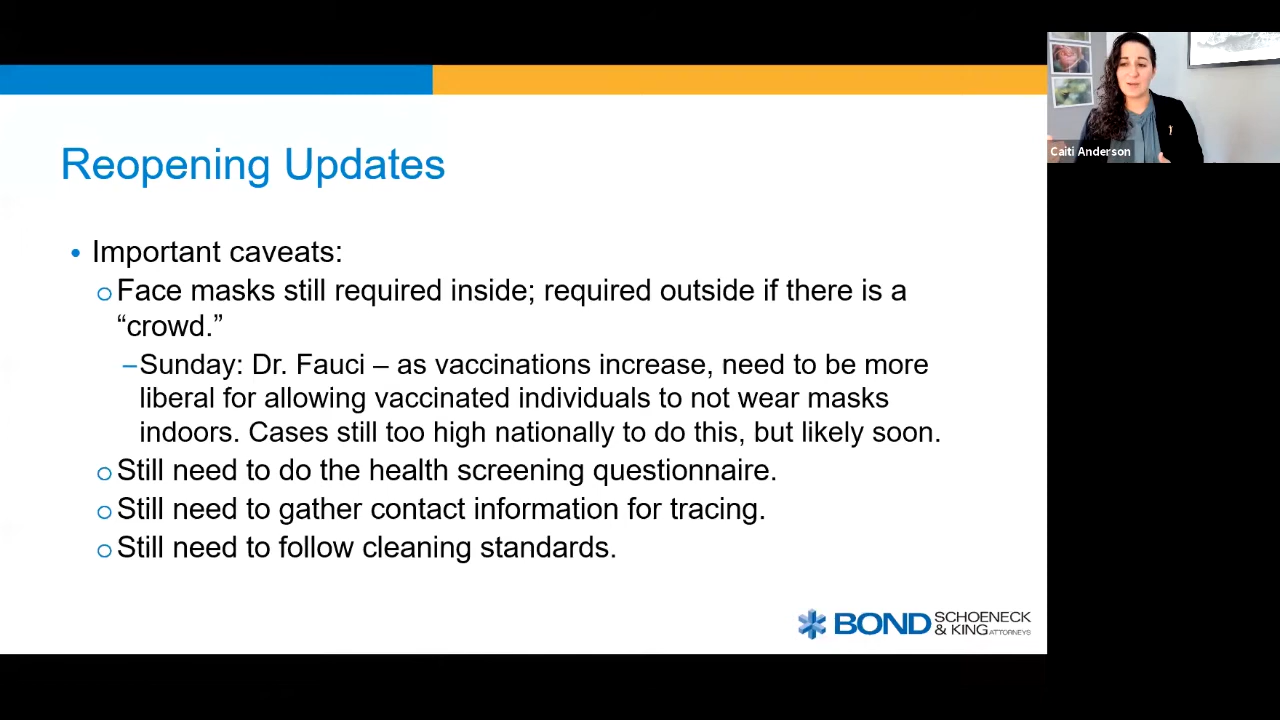 Reopening Updates
• Important caveats:
○ Face masks still required inside; required outside if there is a
“crowd.”
– Sunday: Dr. Fauci – as vaccinations increase, need to be more
liberal for allowing vaccinated individuals to not wear masks
indoors. Cases still too high nationally to do this, but likely soon.
○ Still need to do the health screening questionnaire.
○ Still need to gather contact information for tracing.
○ Still need to follow cleaning standards.
BOND SCHOENECK
& KING ATTORNEYS
Caiti Anderson